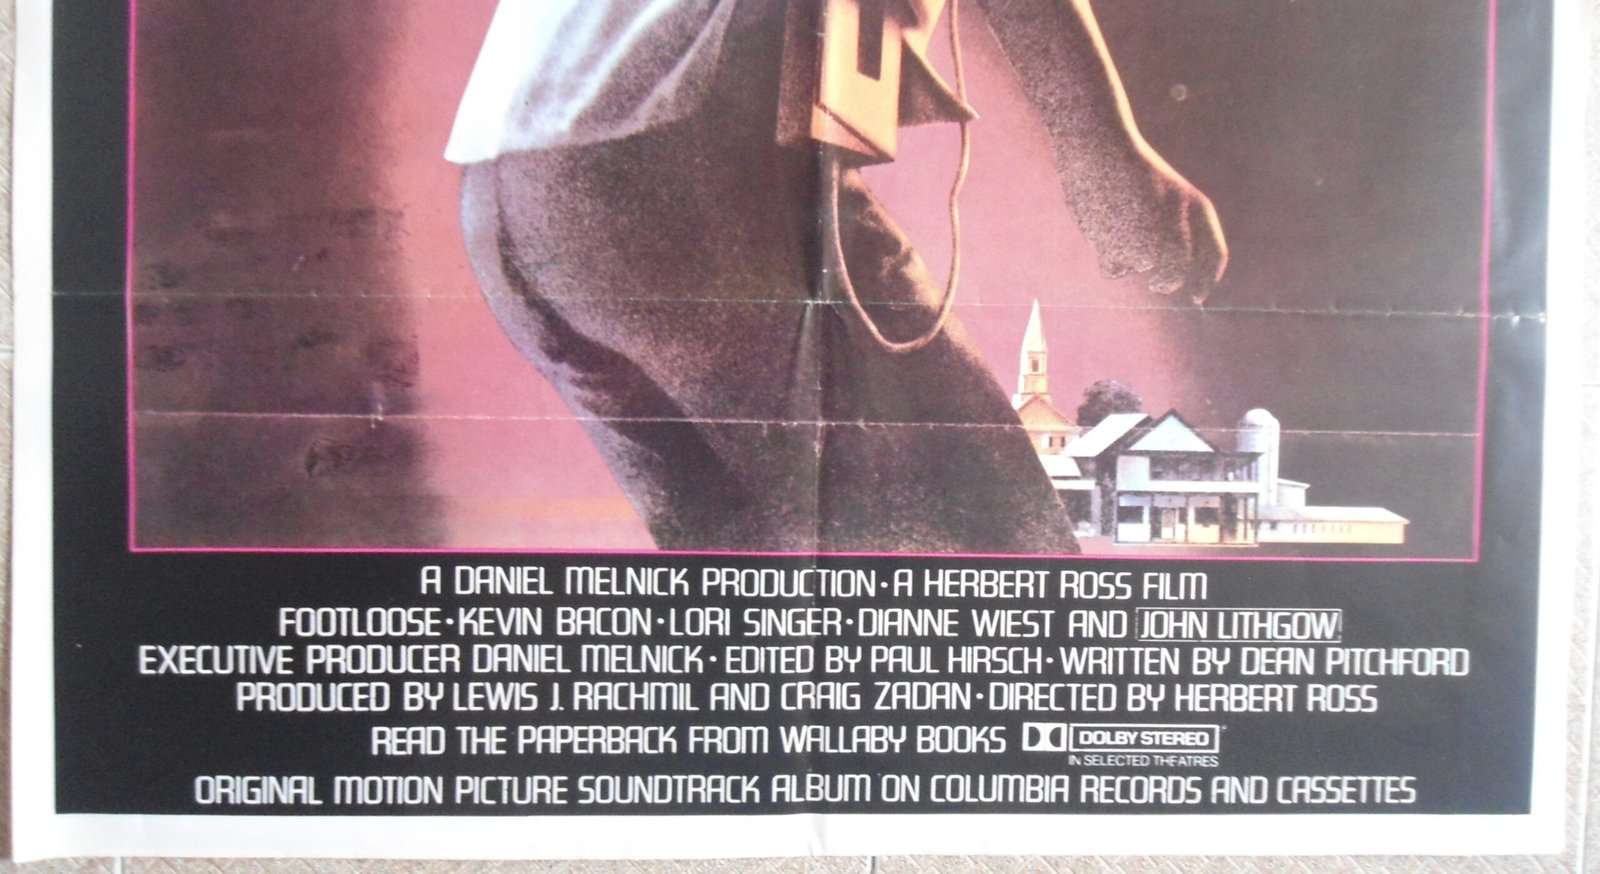 A DANIEL MELNICK PRODUCTION · A HERBERT ROSS FILM
FOOTLOOSE · KEVIN BACON · LORI SINGER · DIANNE WIEST AND JOHN LITHGOW
EXECUTIVE PRODUCER DANIEL MELNICK · EDITED BY PAUL HIRSCH · WRITTEN BY DEAN PITCHFORD
PRODUCED BY LEWIS J. RACHMIL AND CRAIG ZADAN · DIRECTED BY HERBERT ROSS
READ THE PAPERBACK FROM WALLABY BOOKS DOLBY STEREO
IN SELECTED THEATRES
ORIGINAL MOTION PICTURE SOUNDTRACK ALBUM ON COLUMBIA RECORDS AND CASSETTES